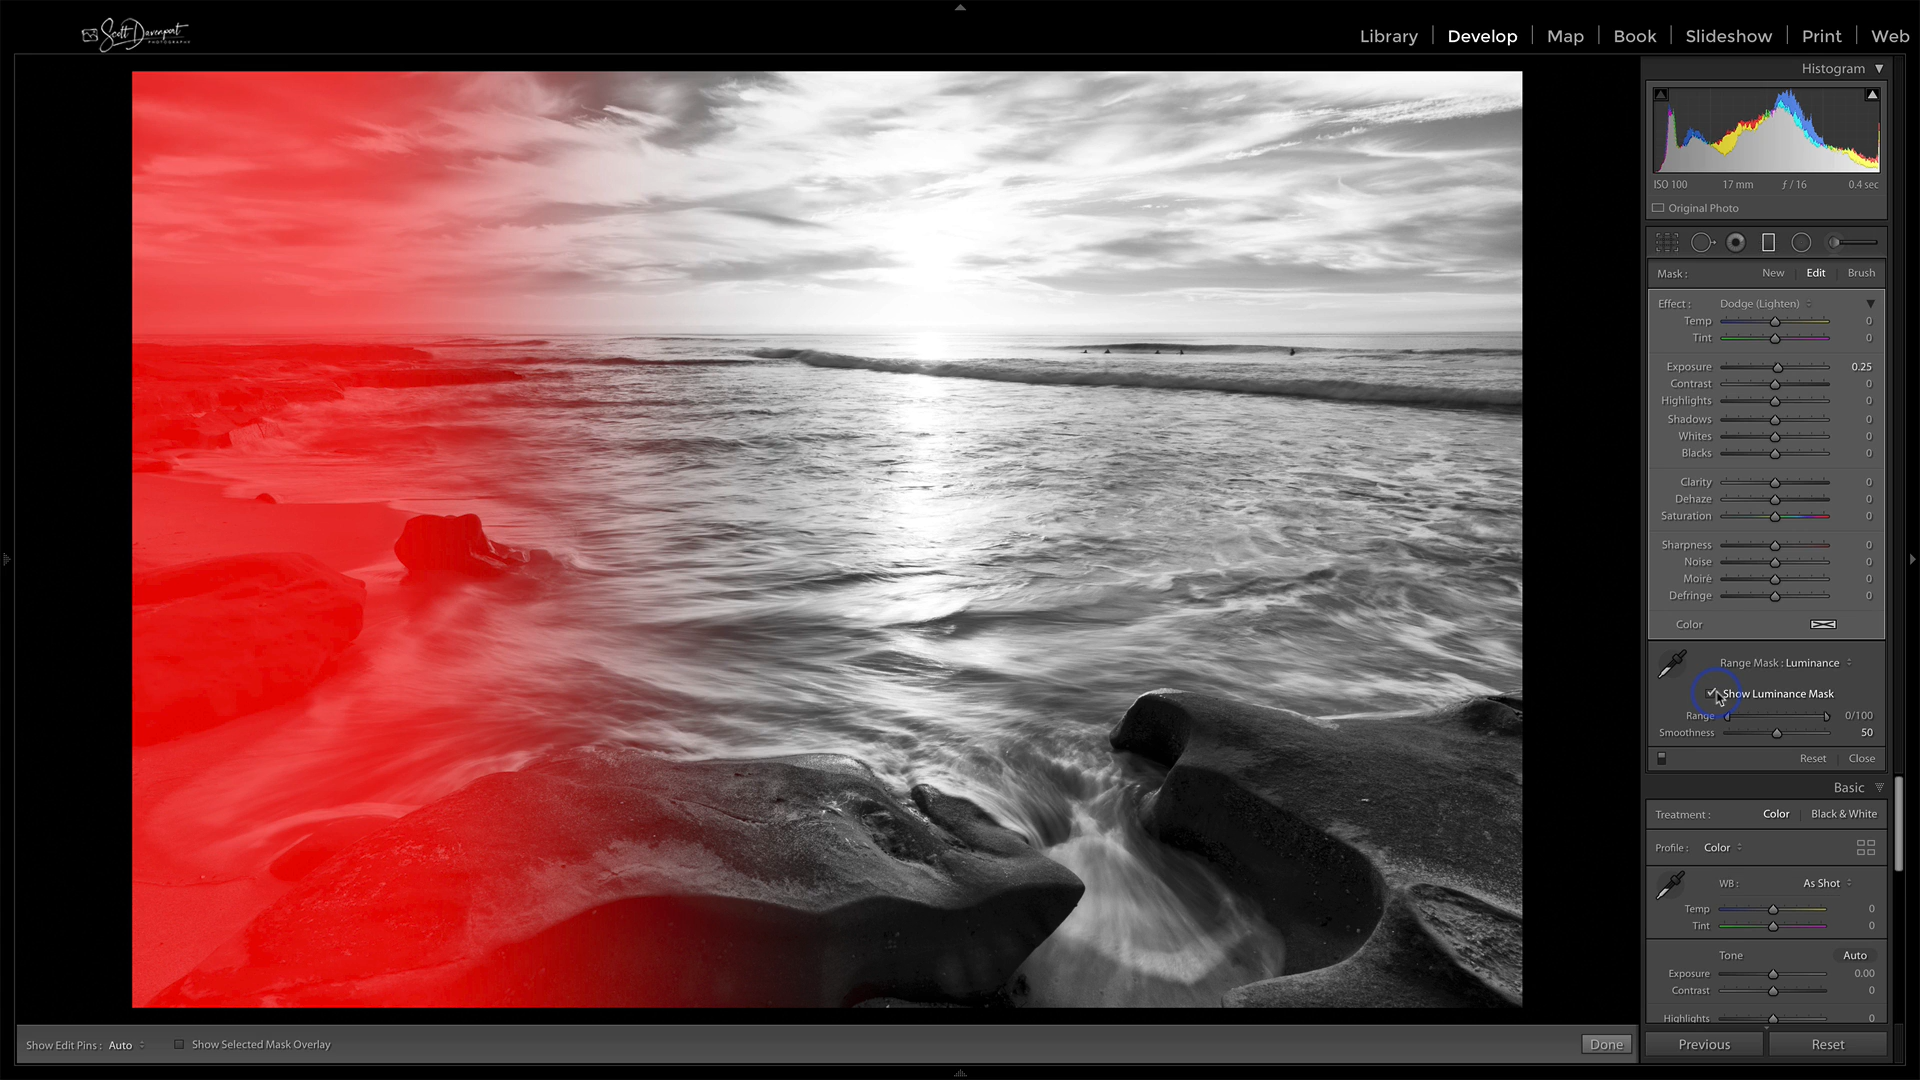 Scott Davenport
PHOTOGRAPHY
Library | Develop | Map | Book | Slideshow | Print | Web
Histogram
ISO 100 17 mm ƒ / 16 0.4 sec
Original Photo
Mask : New Edit Brush
Effect : Dodge (Lighten)
Temp 0
Tint 0
Exposure 0.25
Contrast 0
Highlights 0
Shadows 0
Whites 0
Blacks 0
Clarity 0
Dehaze 0
Saturation 0
Sharpness 0
Noise 0
Moiré 0
Defringe 0
Color
Range Mask : Luminance
Show Luminance Mask
Range 0/100
Smoothness 50
Reset Close
Basic
Treatment : Color | Black & White
Profile : Color
WB : As Shot
Temp 0
Tint 0
Tone Auto
Exposure 0.00
Contrast 0
Highlights 0
Show Edit Pins : Auto Show Selected Mask Overlay Done
Previous Reset